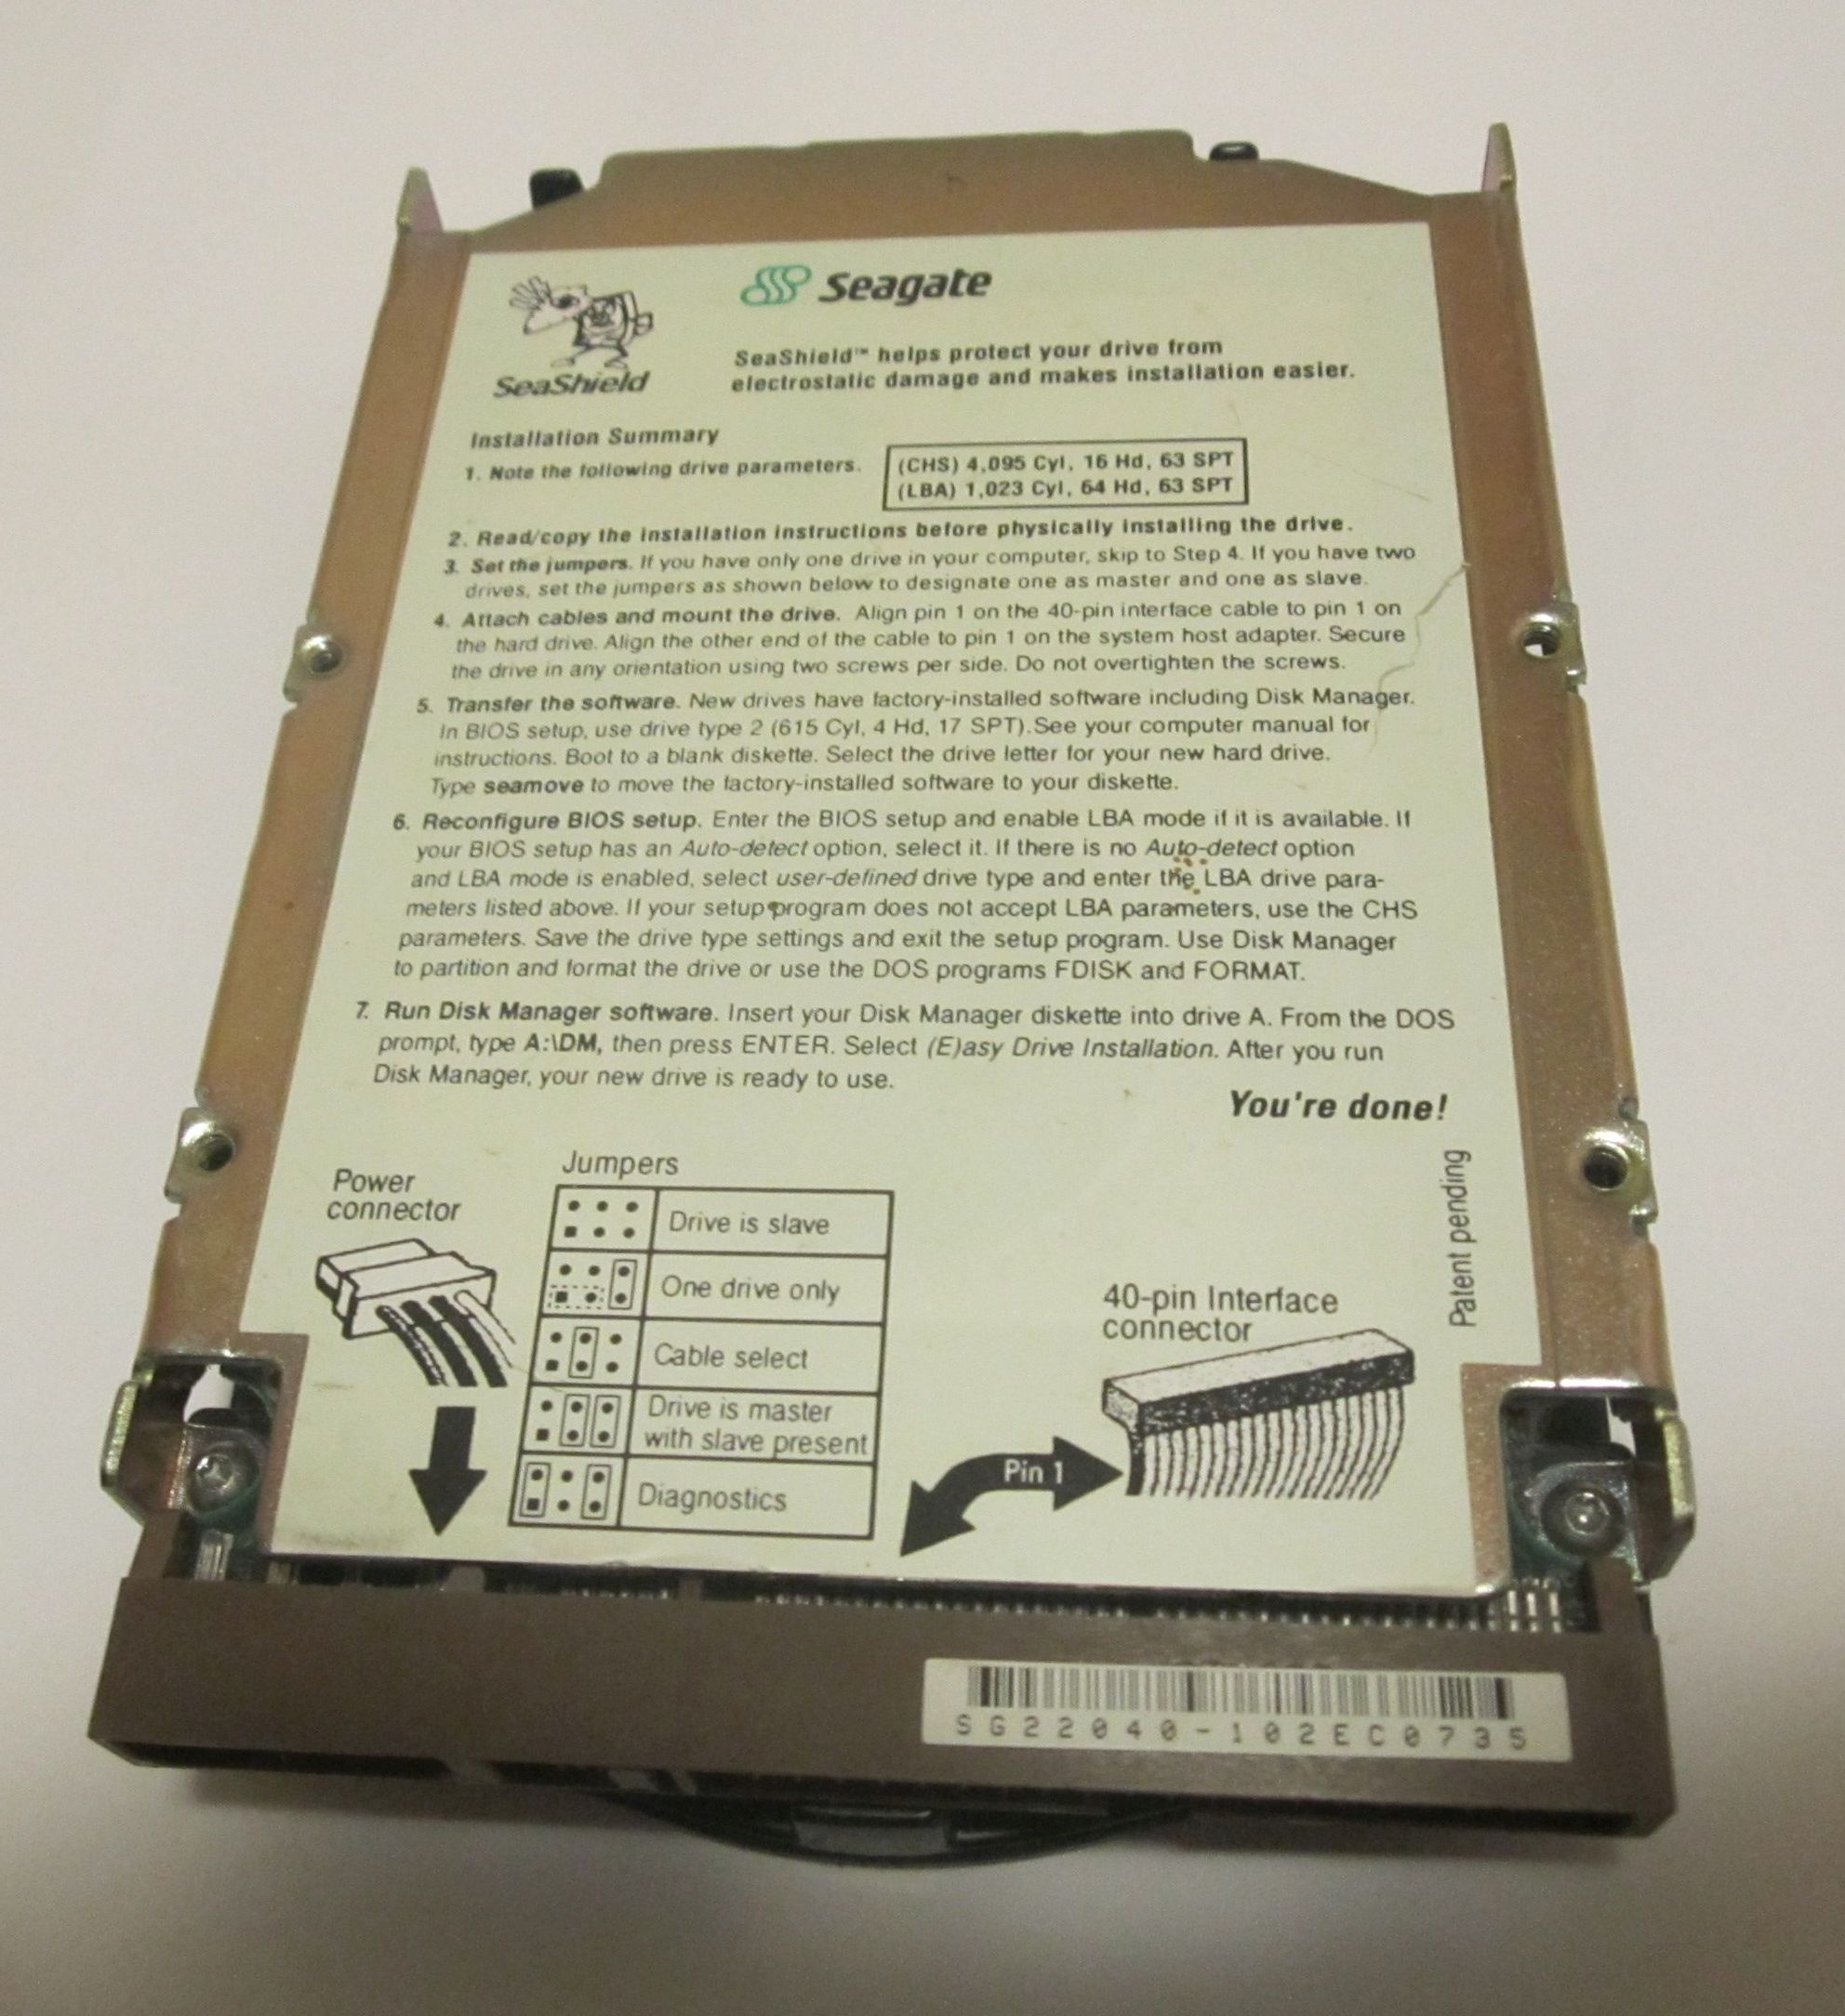 Seagate
SeaShield
SeaShield™ helps protect your drive from
electrostatic damage and makes installation easier.
Installation Summary
1. Note the following drive parameters.
(CHS) 4,095 Cyl, 16 Hd, 63 SPT
(LBA) 1,023 Cyl, 64 Hd, 63 SPT
2. Read/copy the installation instructions before physically installing the drive.
3. Set the jumpers. If you have only one drive in your computer, skip to Step 4. If you have two
drives, set the jumpers as shown below to designate one as master and one as slave.
4. Attach cables and mount the drive. Align pin 1 on the 40-pin interface cable to pin 1 on
the hard drive. Align the other end of the cable to pin 1 on the system host adapter. Secure
the drive in any orientation using two screws per side. Do not overtighten the screws.
5. Transfer the software. New drives have factory-installed software including Disk Manager.
In BIOS setup, use drive type 2 (615 Cyl, 4 Hd, 17 SPT).See your computer manual for
instructions. Boot to a blank diskette. Select the drive letter for your new hard drive.
Type seamove to move the factory-installed software to your diskette.
6. Reconfigure BIOS setup. Enter the BIOS setup and enable LBA mode if it is available. If
your BIOS setup has an Auto-detect option, select it. If there is no Auto-detect option
and LBA mode is enabled, select user-defined drive type and enter the LBA drive para-
meters listed above. If your setup program does not accept LBA parameters, use the CHS
parameters. Save the drive type settings and exit the setup program. Use Disk Manager
to partition and format the drive or use the DOS programs FDISK and FORMAT.
7. Run Disk Manager software. Insert your Disk Manager diskette into drive A. From the DOS
prompt, type A:\DM, then press ENTER. Select (E)asy Drive Installation. After you run
Disk Manager, your new drive is ready to use.
You're done!
Power
connector
Jumpers
Drive is slave
One drive only
Cable select
Drive is master
with slave present
Diagnostics
40-pin Interface
connector
Pin 1
Patent pending
SG22040-102EC0735